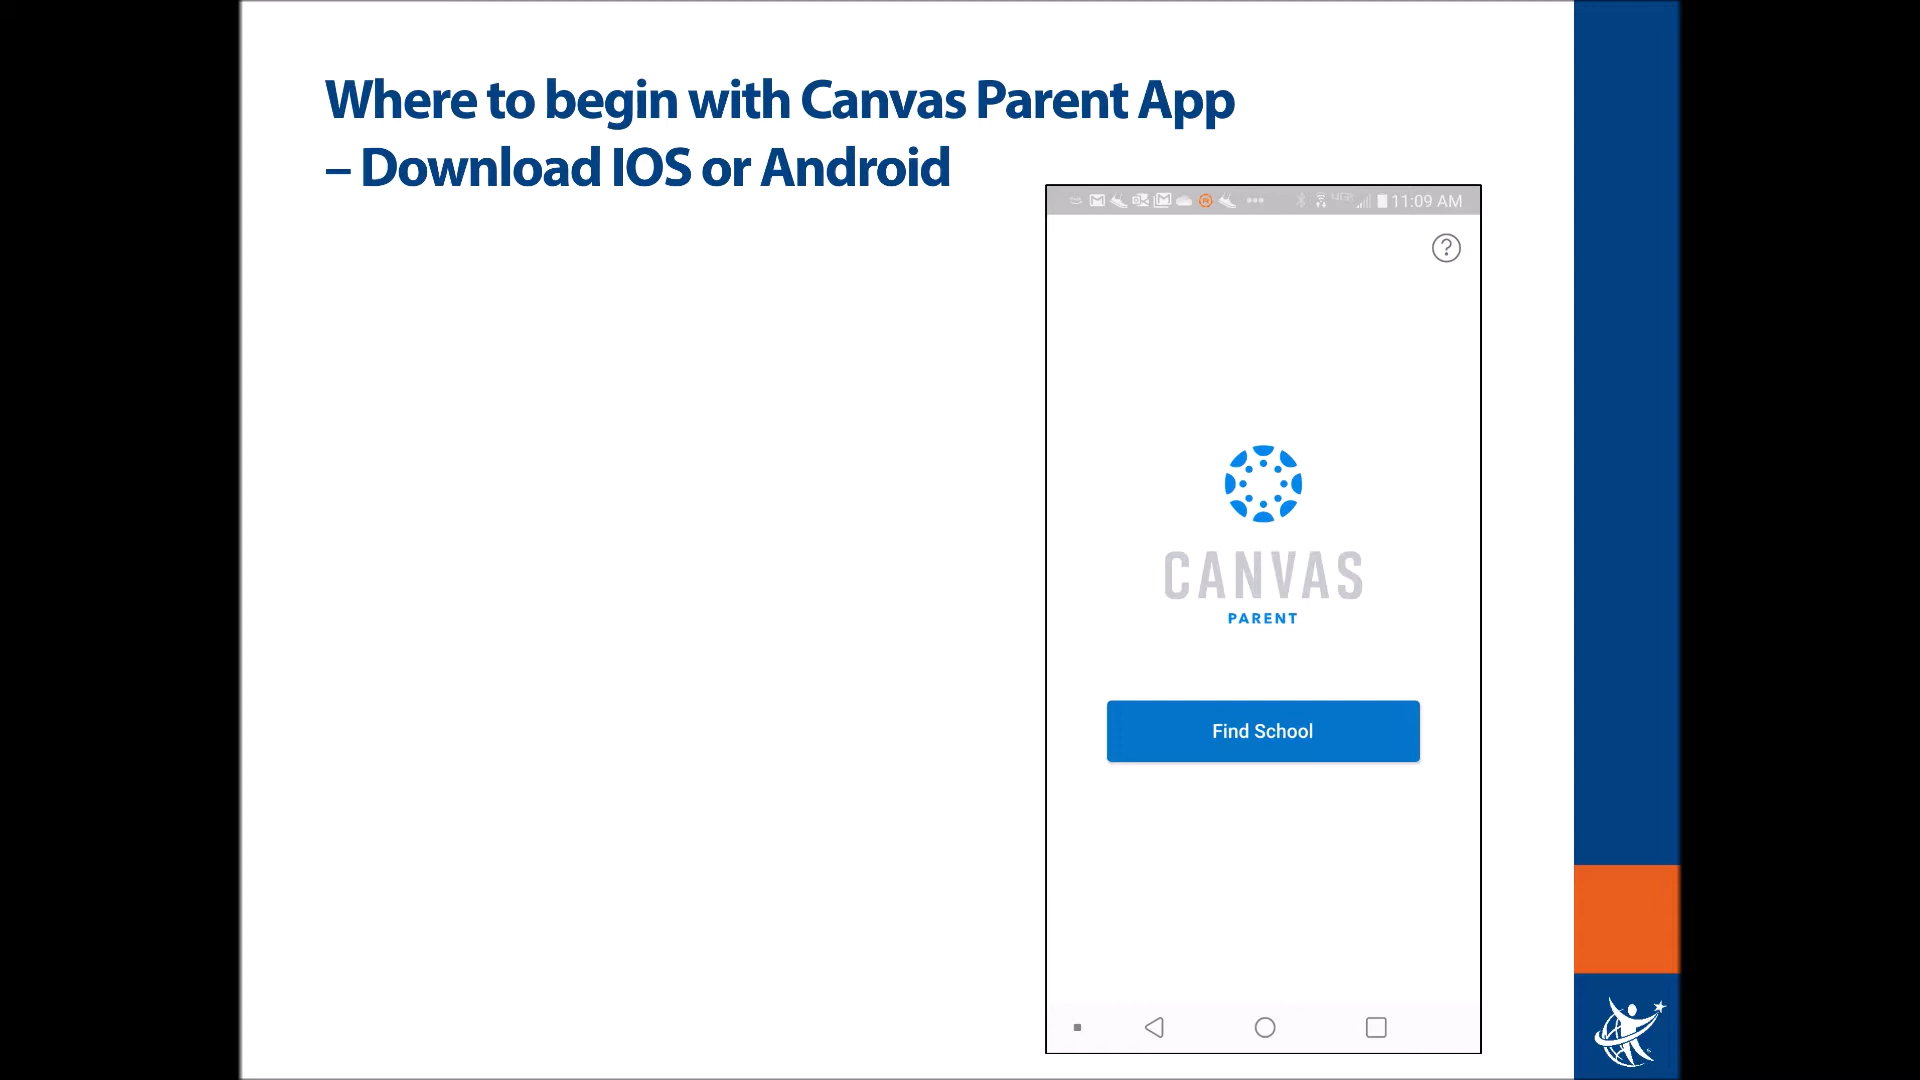 Where to begin with Canvas Parent App
– Download IOS or Android
11:09 AM
CANVAS
PARENT
Find School